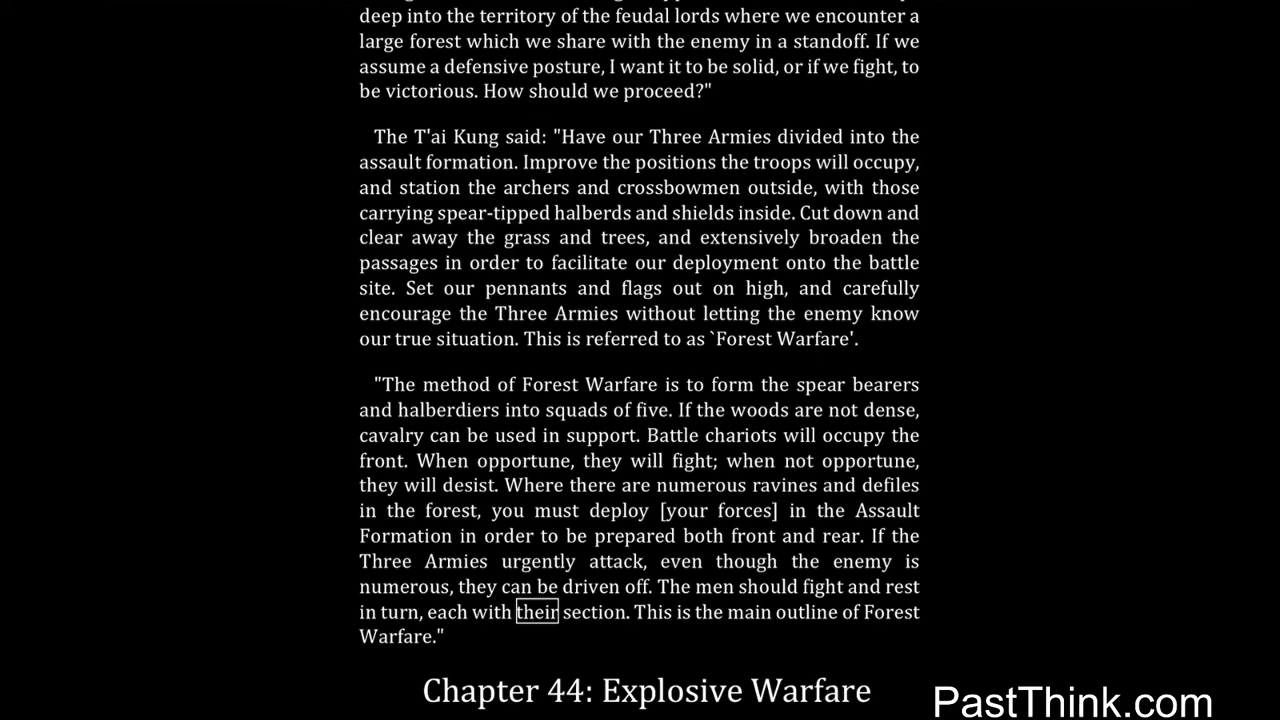 deep into the territory of the feudal lords where we encounter a
large forest which we share with the enemy in a standoff. If we
assume a defensive posture, I want it to be solid, or if we fight, to
be victorious. How should we proceed?"
The T'ai Kung said: "Have our Three Armies divided into the
assault formation. Improve the positions the troops will occupy,
and station the archers and crossbowmen outside, with those
carrying spear-tipped halberds and shields inside. Cut down and
clear away the grass and trees, and extensively broaden the
passages in order to facilitate our deployment onto the battle
site. Set our pennants and flags out on high, and carefully
encourage the Three Armies without letting the enemy know
our true situation. This is referred to as `Forest Warfare'.
"The method of Forest Warfare is to form the spear bearers
and halberdiers into squads of five. If the woods are not dense,
cavalry can be used in support. Battle chariots will occupy the
front. When opportune, they will fight; when not opportune,
they will desist. Where there are numerous ravines and defiles
in the forest, you must deploy [your forces] in the Assault
Formation in order to be prepared both front and rear. If the
Three Armies urgently attack, even though the enemy is
numerous, they can be driven off. The men should fight and rest
in turn, each with their section. This is the main outline of Forest
Warfare."
Chapter 44: Explosive Warfare
PastThink.com